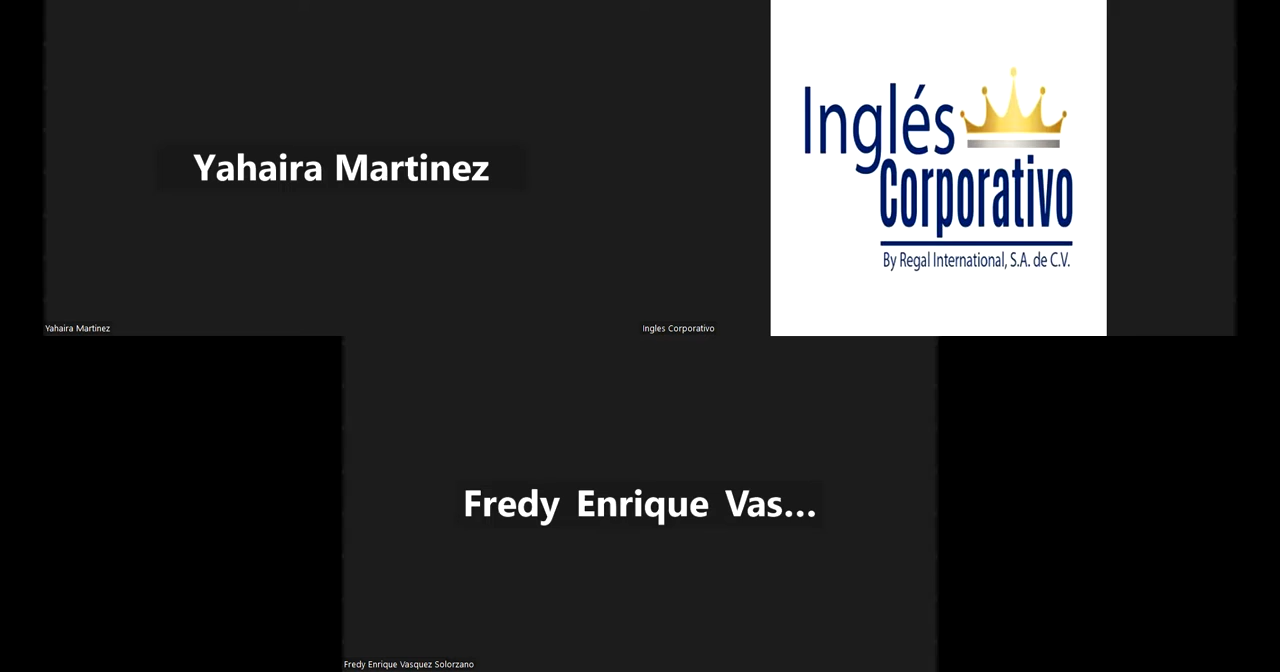 Yahaira Martinez
Inglés
Corporativo
By Regal International, S.A. de C.V.
Yahaira Martinez
Ingles Corporativo
Fredy Enrique Vas...
Fredy Enrique Vasquez Solorzano